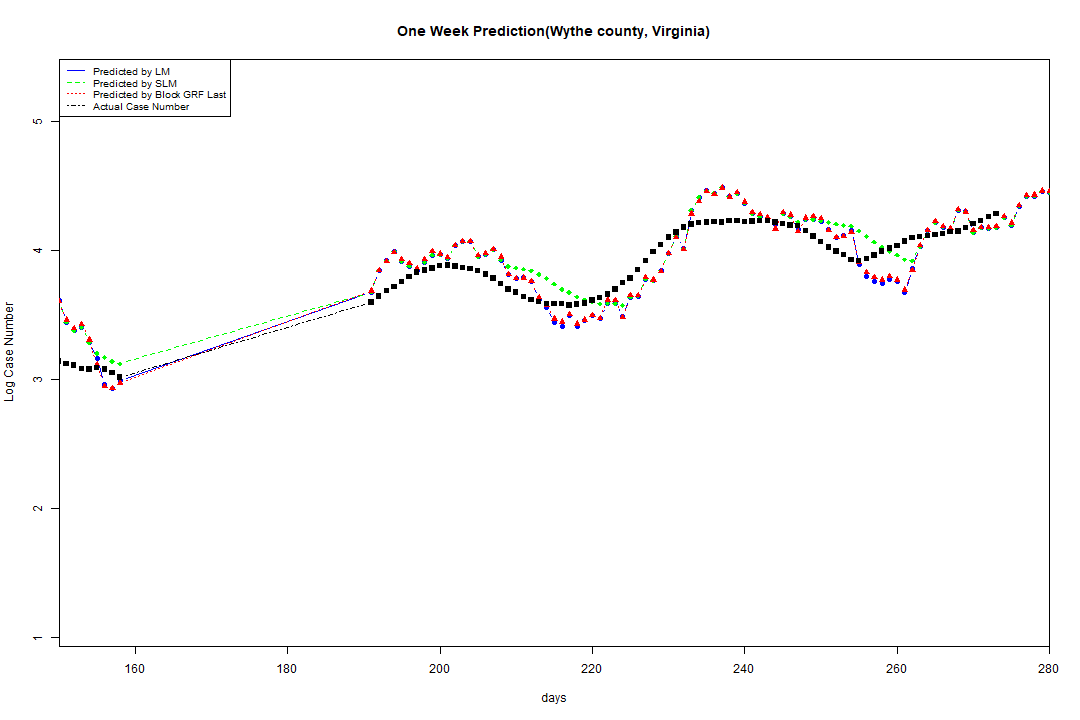 One Week Prediction(Wythe county, Virginia)
Predicted by LM
Predicted by SLM
Predicted by Block GRF Last
Actual Case Number
5
4
3
2
1
Log Case Number
160 180 200 220 240 260 280
days